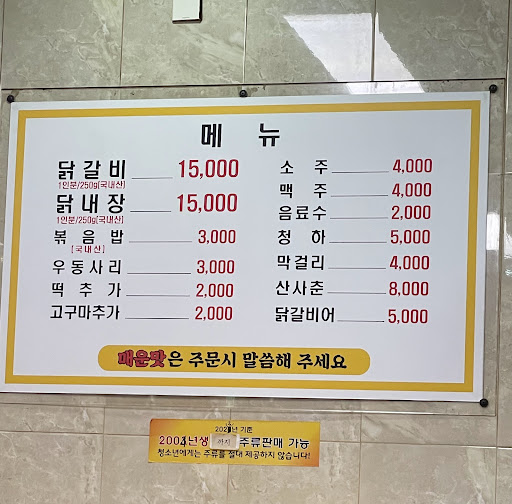 메 뉴
닭갈비 15,000
1인분/250g(국내산)
닭내장 15,000
1인분/250g(국내산)
볶음밥 3,000
(국내산)
우동사리 3,000
떡추가 2,000
고구마추가 2,000
소주 4,000
맥주 4,000
음료수 2,000
청하 5,000
막걸리 4,000
산사춘 8,000
닭갈비어 5,000
매운맛은 주문시 말씀해 주세요
년 기준
2004년생 까지 주류판매 가능
청소년에게는 주류를 절대 제공하지 않습니다!